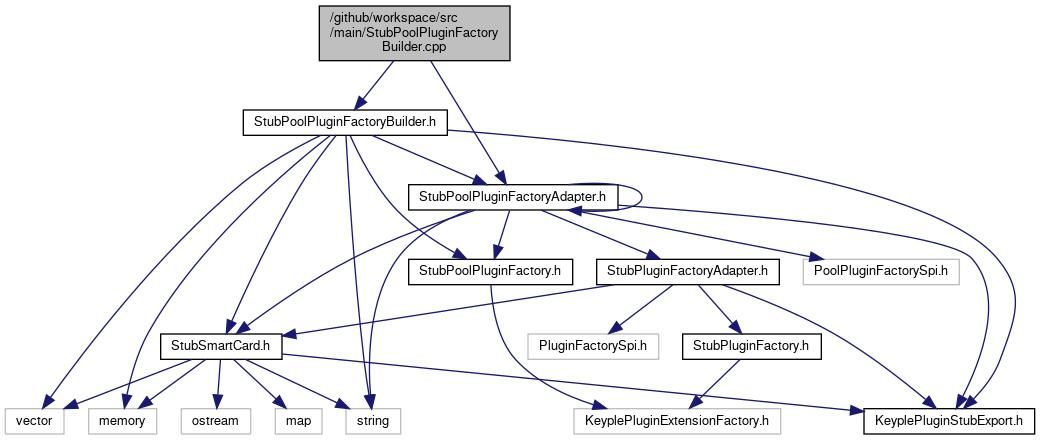 /github/workspace/src
/main/StubPoolPluginFactory
Builder.cpp
StubPoolPluginFactoryBuilder.h
StubPoolPluginFactoryAdapter.h
StubPoolPluginFactory.h
StubPluginFactoryAdapter.h
PoolPluginFactorySpi.h
StubSmartCard.h
PluginFactorySpi.h
StubPluginFactory.h
vector
memory
ostream
map
string
KeyplePluginExtensionFactory.h
KeyplePluginStubExport.h